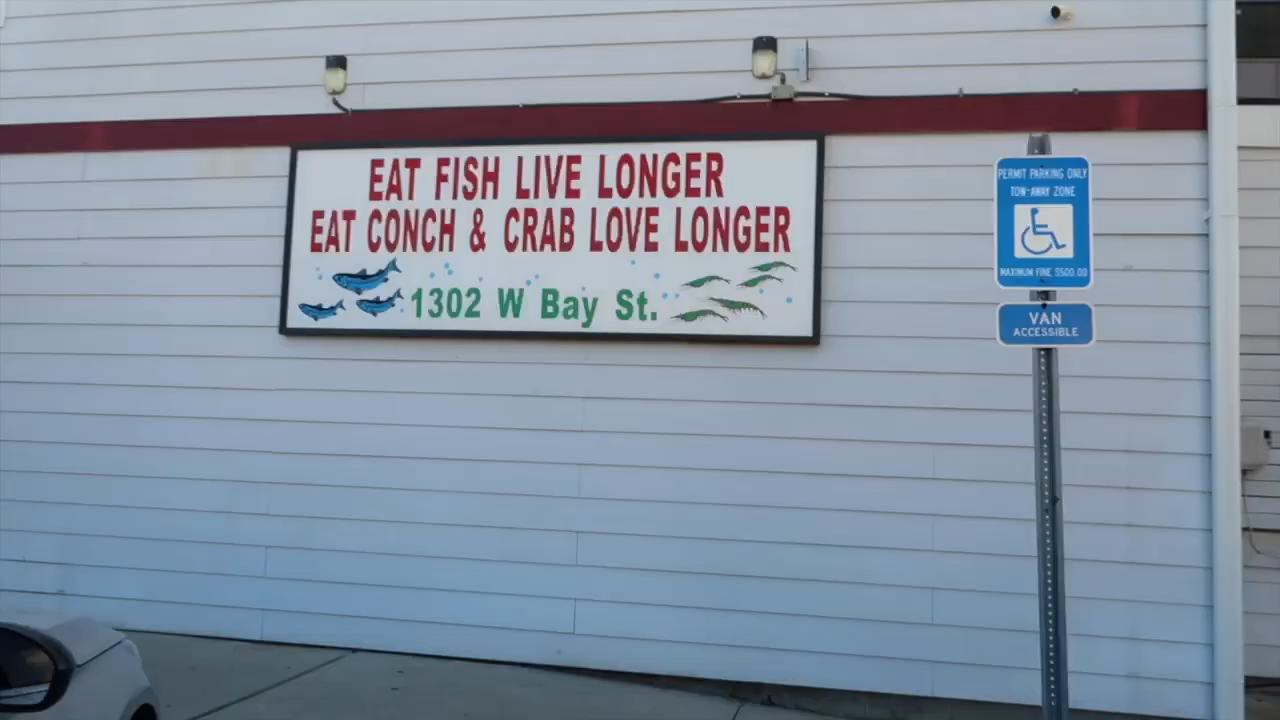 EAT FISH LIVE LONGER
EAT CONCH & CRAB LOVE LONGER
1302 W Bay St.
PERMIT PARKING ONLY
TOW-AWAY ZONE
MAXIMUM FINE $500.00
VAN
ACCESSIBLE